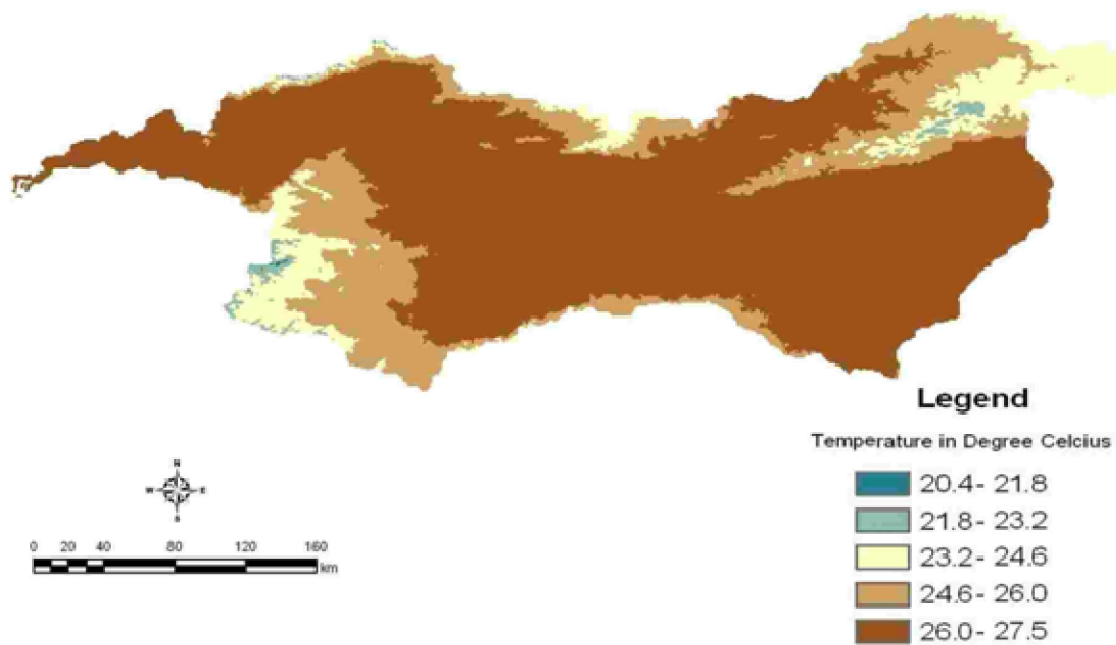 Legend
Temperature in Degree Celcius
20.4- 21.8
21.8- 23.2
23.2- 24.6
24.6- 26.0
26.0- 27.5
N
W E
S
0 20 40 80 120 160
km